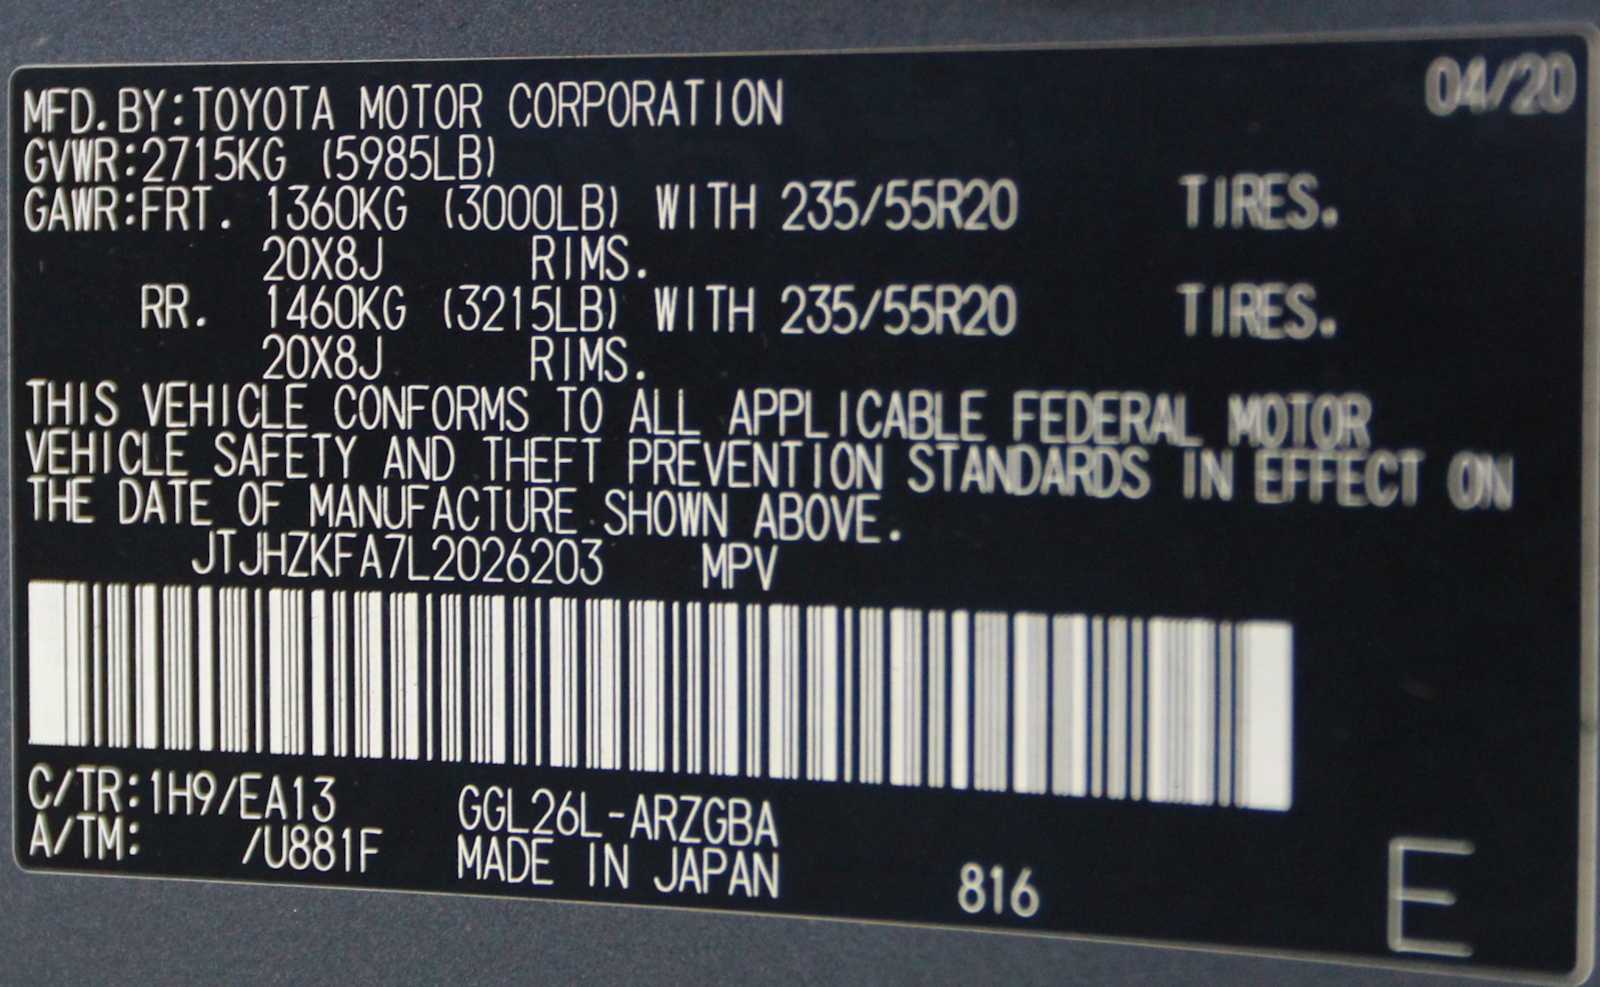 04/20
MFD.BY:TOYOTA MOTOR CORPORATION
GVWR:2715KG (5985LB)
GAWR:FRT. 1360KG (3000LB) WITH 235/55R20 TIRES.
20X8J RIMS.
RR. 1460KG (3215LB) WITH 235/55R20 TIRES.
20X8J RIMS.
THIS VEHICLE CONFORMS TO ALL APPLICABLE FEDERAL MOTOR
VEHICLE SAFETY AND THEFT PREVENTION STANDARDS IN EFFECT ON
THE DATE OF MANUFACTURE SHOWN ABOVE.
JTJHZKFA7L2026203 MPV
C/TR:1H9/EA13 GGL26L-ARZGBA
A/TM: /U881F MADE IN JAPAN
816
E